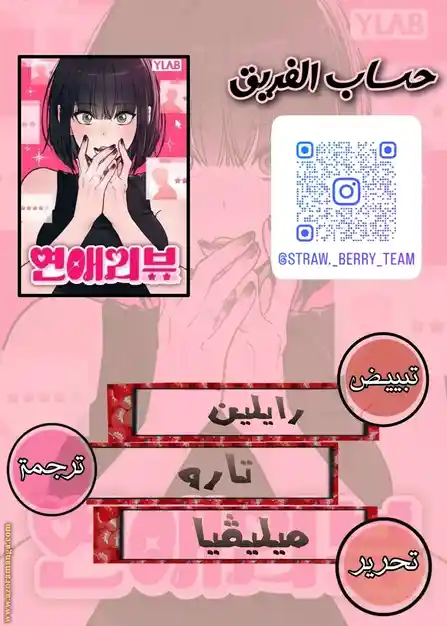 YLAB
YLAB
حساب الفريق
연애리뷰
@STRAW._BERRY_TEAM
تبييض
رايلين
ترجمة
تارو
ميليڤيا
تحرير
www.azoramanga.com